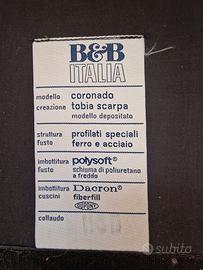 B&B
ITALIA
modello coronado
creazione tobia scarpa
modello depositato
struttura profilati speciali
fusto ferro e acciaio
imbottitura polysoft®
fusto schiuma di poliuretano
a freddo
imbottitura Dacron®
cuscini fiberfill
DUPONT
collaudo
subito